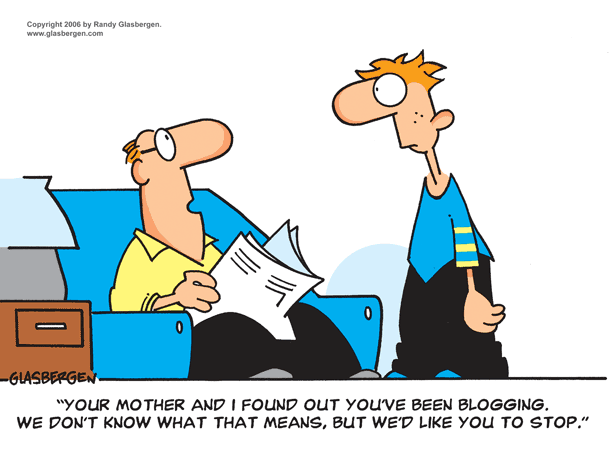 Copyright 2006 by Randy Glasbergen.
www.glasbergen.com
GLASBERGEN
"YOUR MOTHER AND I FOUND OUT YOU'VE BEEN BLOGGING.
WE DON'T KNOW WHAT THAT MEANS, BUT WE'D LIKE YOU TO STOP."